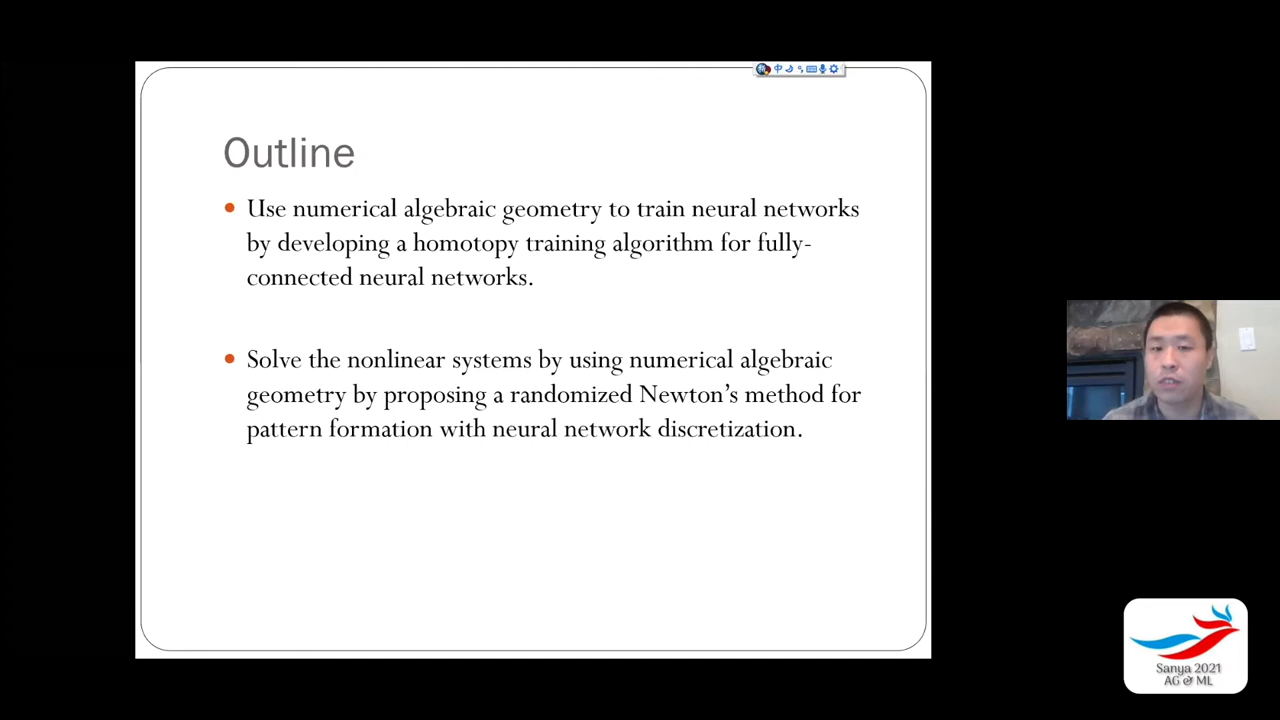 中
Outline
Use numerical algebraic geometry to train neural networks
by developing a homotopy training algorithm for fully-
connected neural networks.
Solve the nonlinear systems by using numerical algebraic
geometry by proposing a randomized Newton's method for
pattern formation with neural network discretization.
Sanya 2021
AG & ML